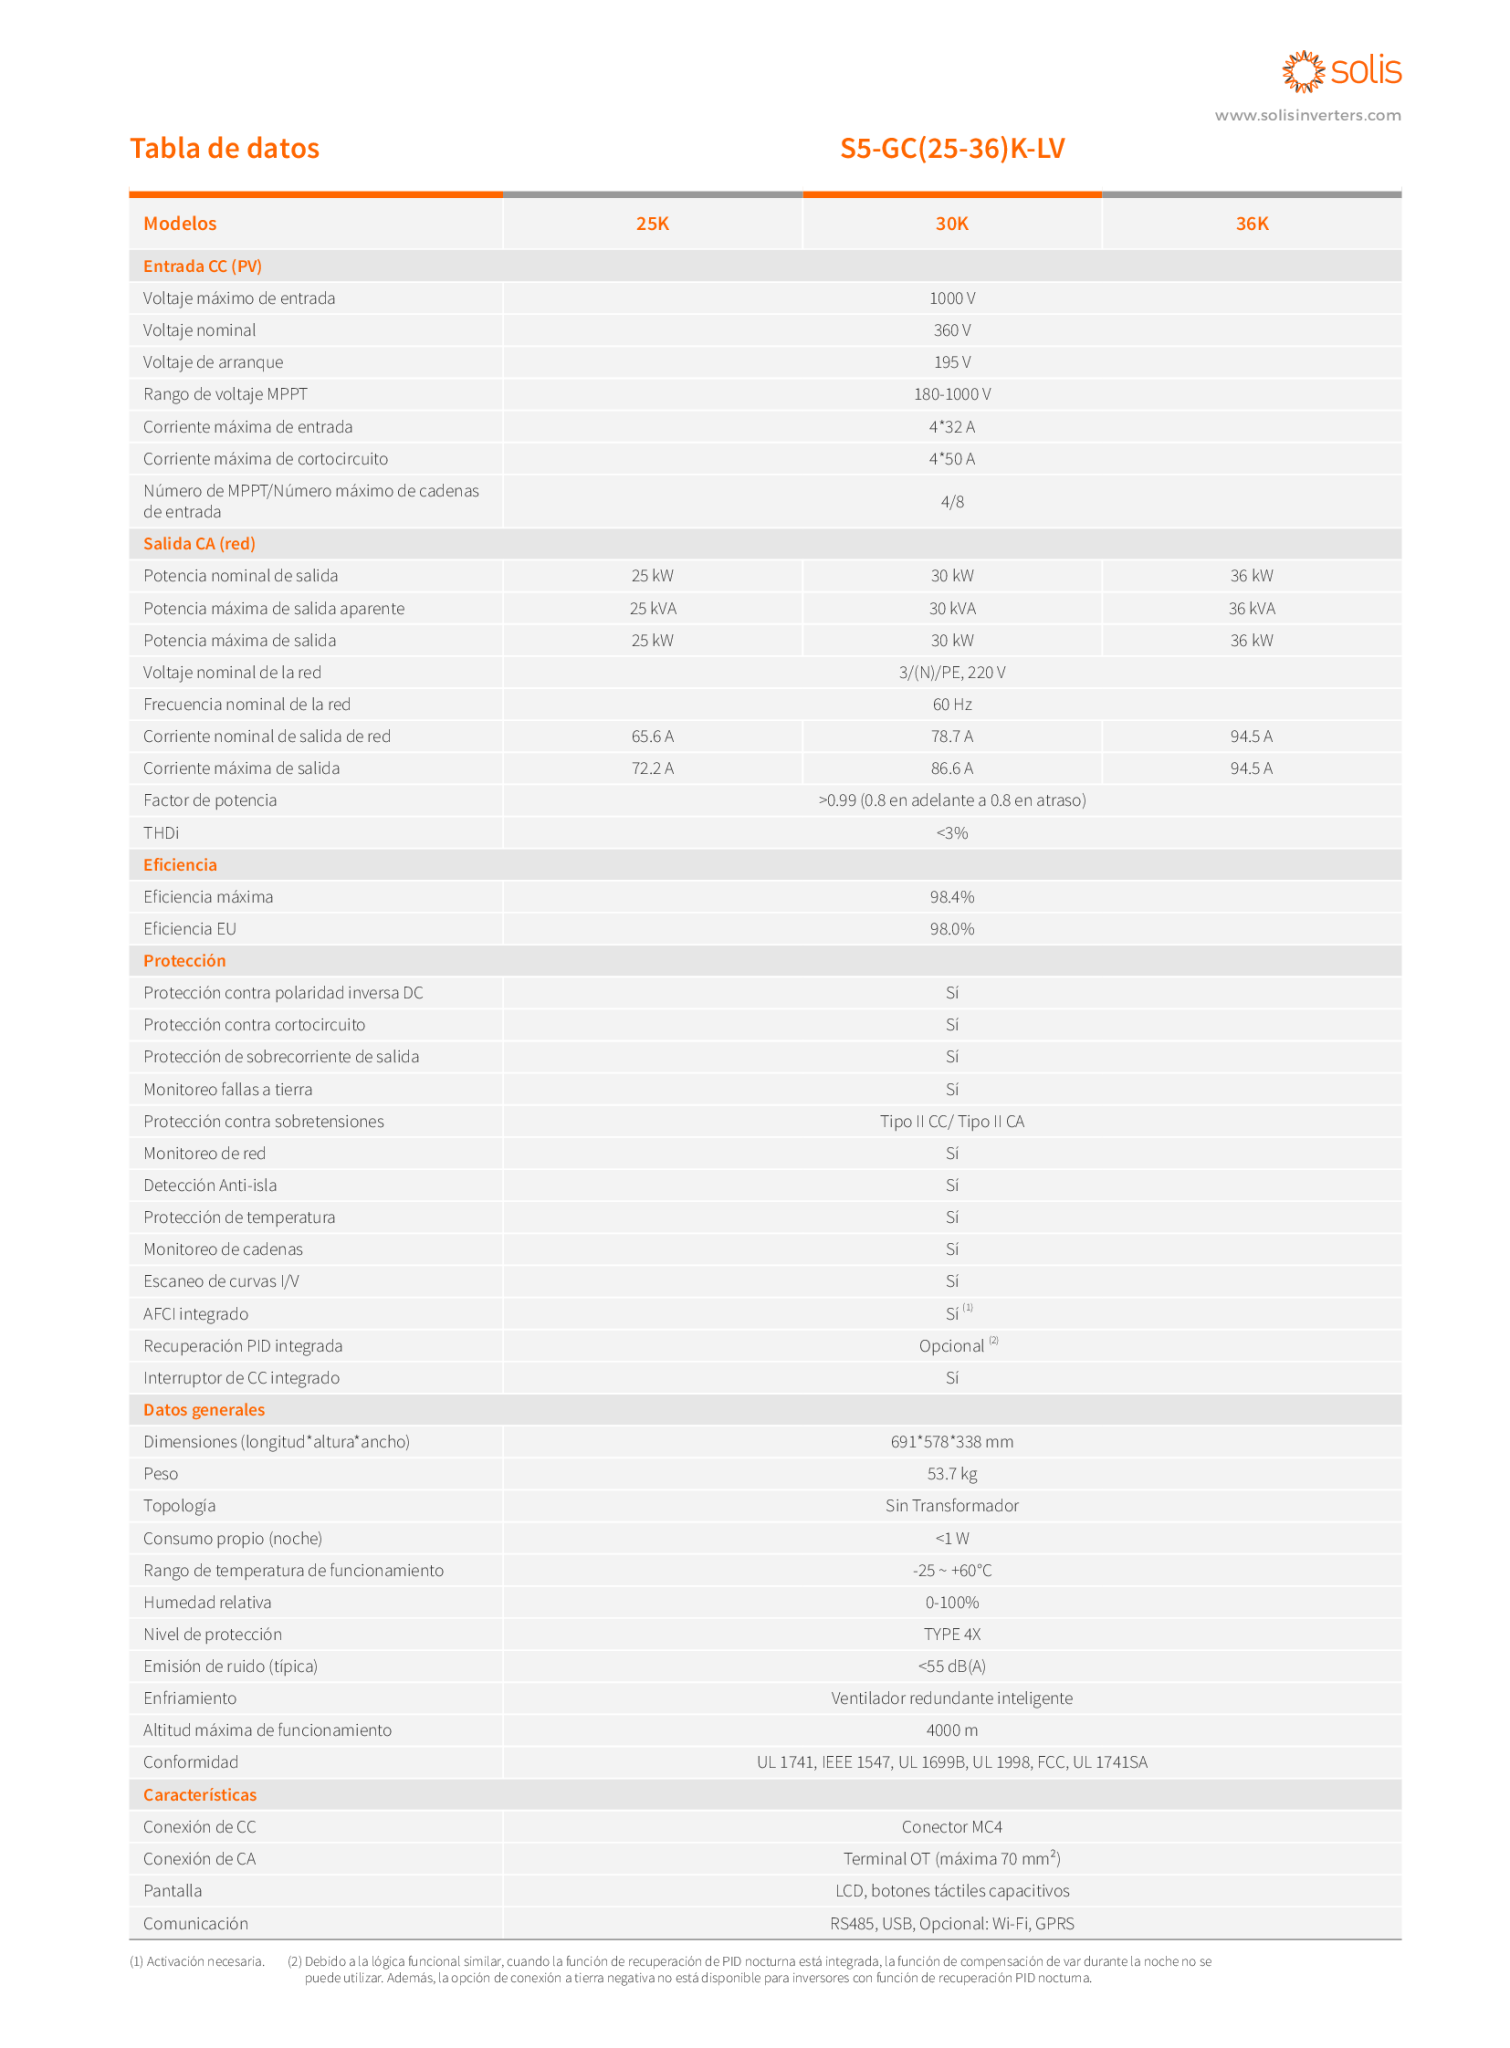 solis
www.solisinverters.com
Tabla de datos S5-GC(25-36)K-LV
Modelos 25K 30K 36K
Entrada CC (PV)
Voltaje máximo de entrada 1000 V
Voltaje nominal 360 V
Voltaje de arranque 195 V
Rango de voltaje MPPT 180-1000 V
Corriente máxima de entrada 4*32 A
Corriente máxima de cortocircuito 4*50 A
Número de MPPT/Número máximo de cadenas
de entrada 4/8
Salida CA (red)
Potencia nominal de salida 25 kW 30 kW 36 kW
Potencia máxima de salida aparente 25 kVA 30 kVA 36 kVA
Potencia máxima de salida 25 kW 30 kW 36 kW
Voltaje nominal de la red 3/(N)/PE, 220 V
Frecuencia nominal de la red 60 Hz
Corriente nominal de salida de red 65.6 A 78.7 A 94.5 A
Corriente máxima de salida 72.2 A 86.6 A 94.5 A
Factor de potencia >0.99 (0.8 en adelante a 0.8 en atraso)
THDi <3%
Eficiencia
Eficiencia máxima 98.4%
Eficiencia EU 98.0%
Protección
Protección contra polaridad inversa DC Sí
Protección contra cortocircuito Sí
Protección de sobrecorriente de salida Sí
Monitoreo fallas a tierra Sí
Protección contra sobretensiones Tipo II CC/ Tipo II CA
Monitoreo de red Sí
Detección Anti-isla Sí
Protección de temperatura Sí
Monitoreo de cadenas Sí
Escaneo de curvas I/V Sí
AFCI integrado Sí (1)
Recuperación PID integrada Opcional (2)
Interruptor de CC integrado Sí
Datos generales
Dimensiones (longitud*altura*ancho) 691*578*338 mm
Peso 53.7 kg
Topología Sin Transformador
Consumo propio (noche) <1 W
Rango de temperatura de funcionamiento -25 ~ +60°C
Humedad relativa 0-100%
Nivel de protección TYPE 4X
Emisión de ruido (típica) <55 dB(A)
Enfriamiento Ventilador redundante inteligente
Altitud máxima de funcionamiento 4000 m
Conformidad UL 1741, IEEE 1547, UL 1699B, UL 1998, FCC, UL 1741SA
Características
Conexión de CC Conector MC4
Conexión de CA Terminal OT (máxima 70 mm²)
Pantalla LCD, botones táctiles capacitivos
Comunicación RS485, USB, Opcional: Wi-Fi, GPRS
(1) Activación necesaria. (2) Debido a la lógica funcional similar, cuando la función de recuperación de PID nocturna está integrada, la función de compensación de var durante la noche no se
puede utilizar. Además, la opción de conexión a tierra negativa no está disponible para inversores con función de recuperación PID nocturna.